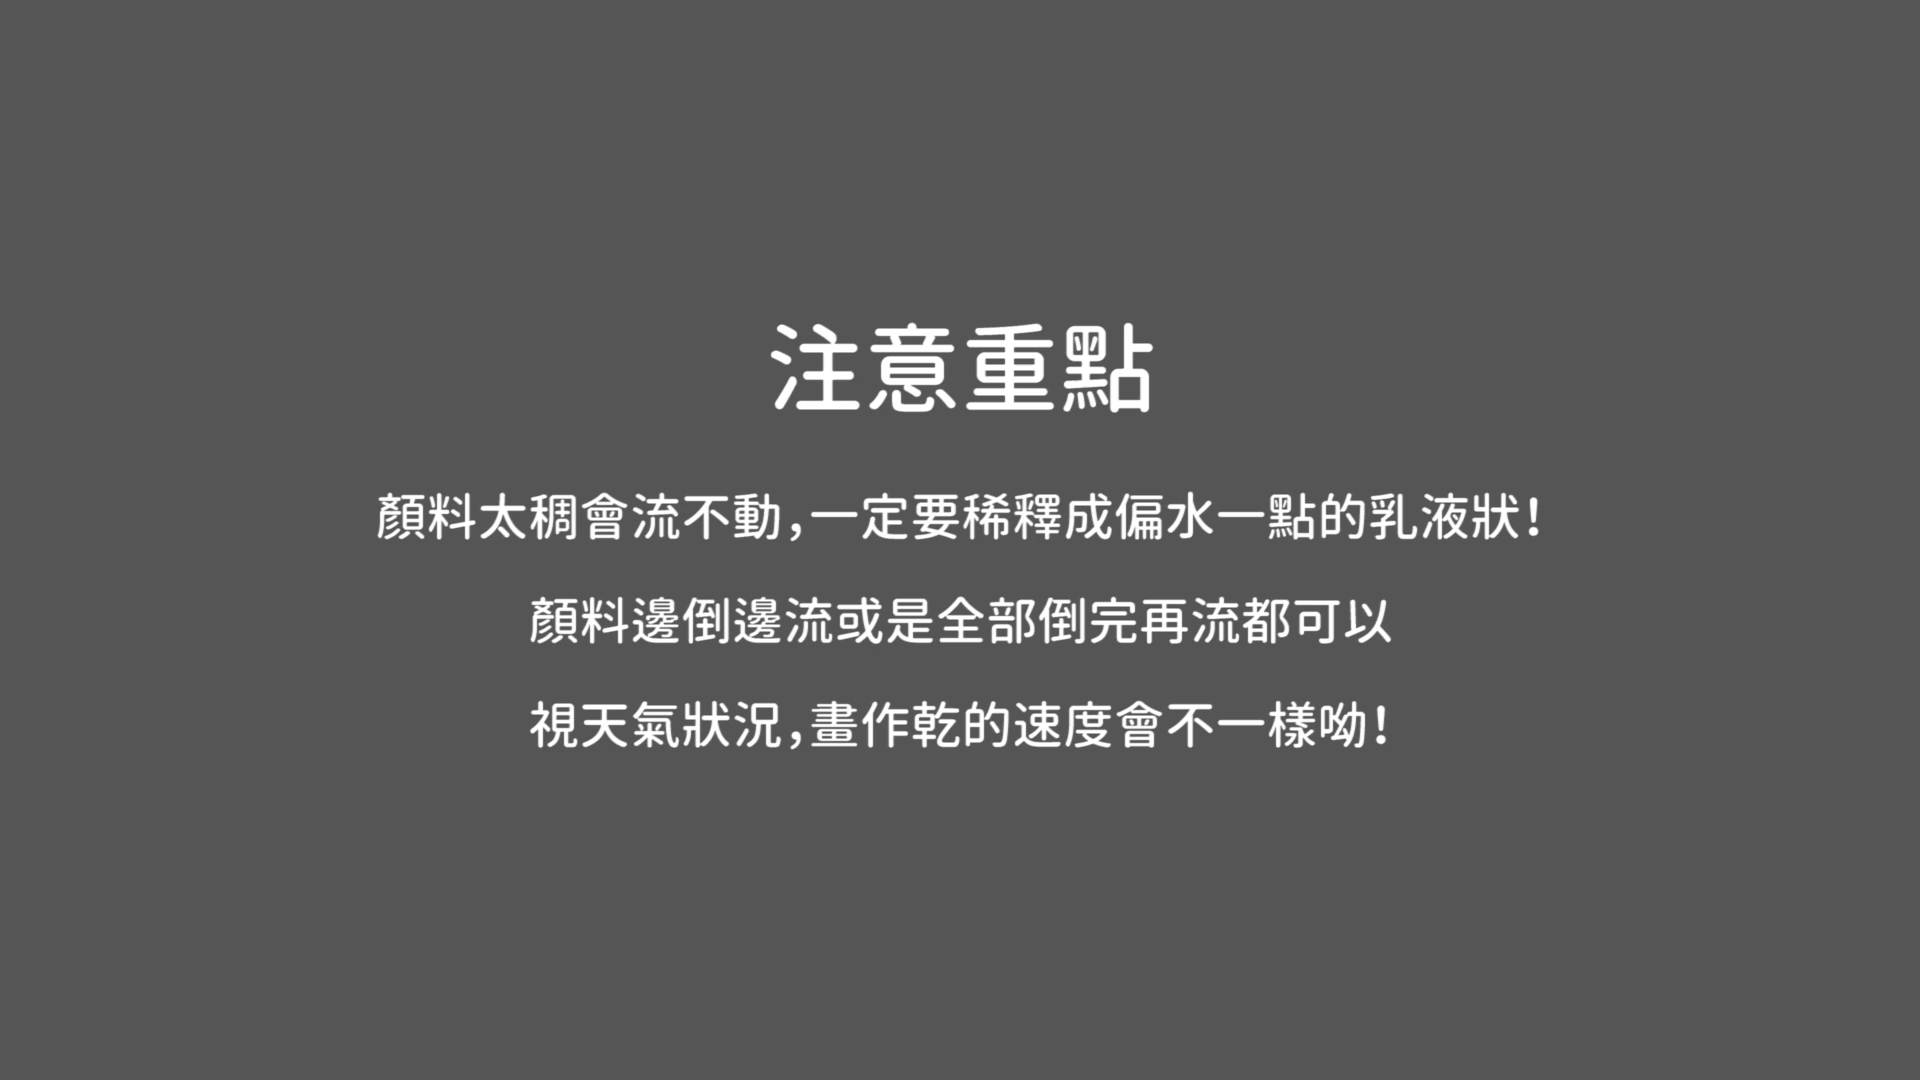 注意重點
顏料太稠會流不動,一定要稀釋成偏水一點的乳液狀!
顏料邊倒邊流或是全部倒完再流都可以
視天氣狀況,畫作乾的速度會不一樣呦!